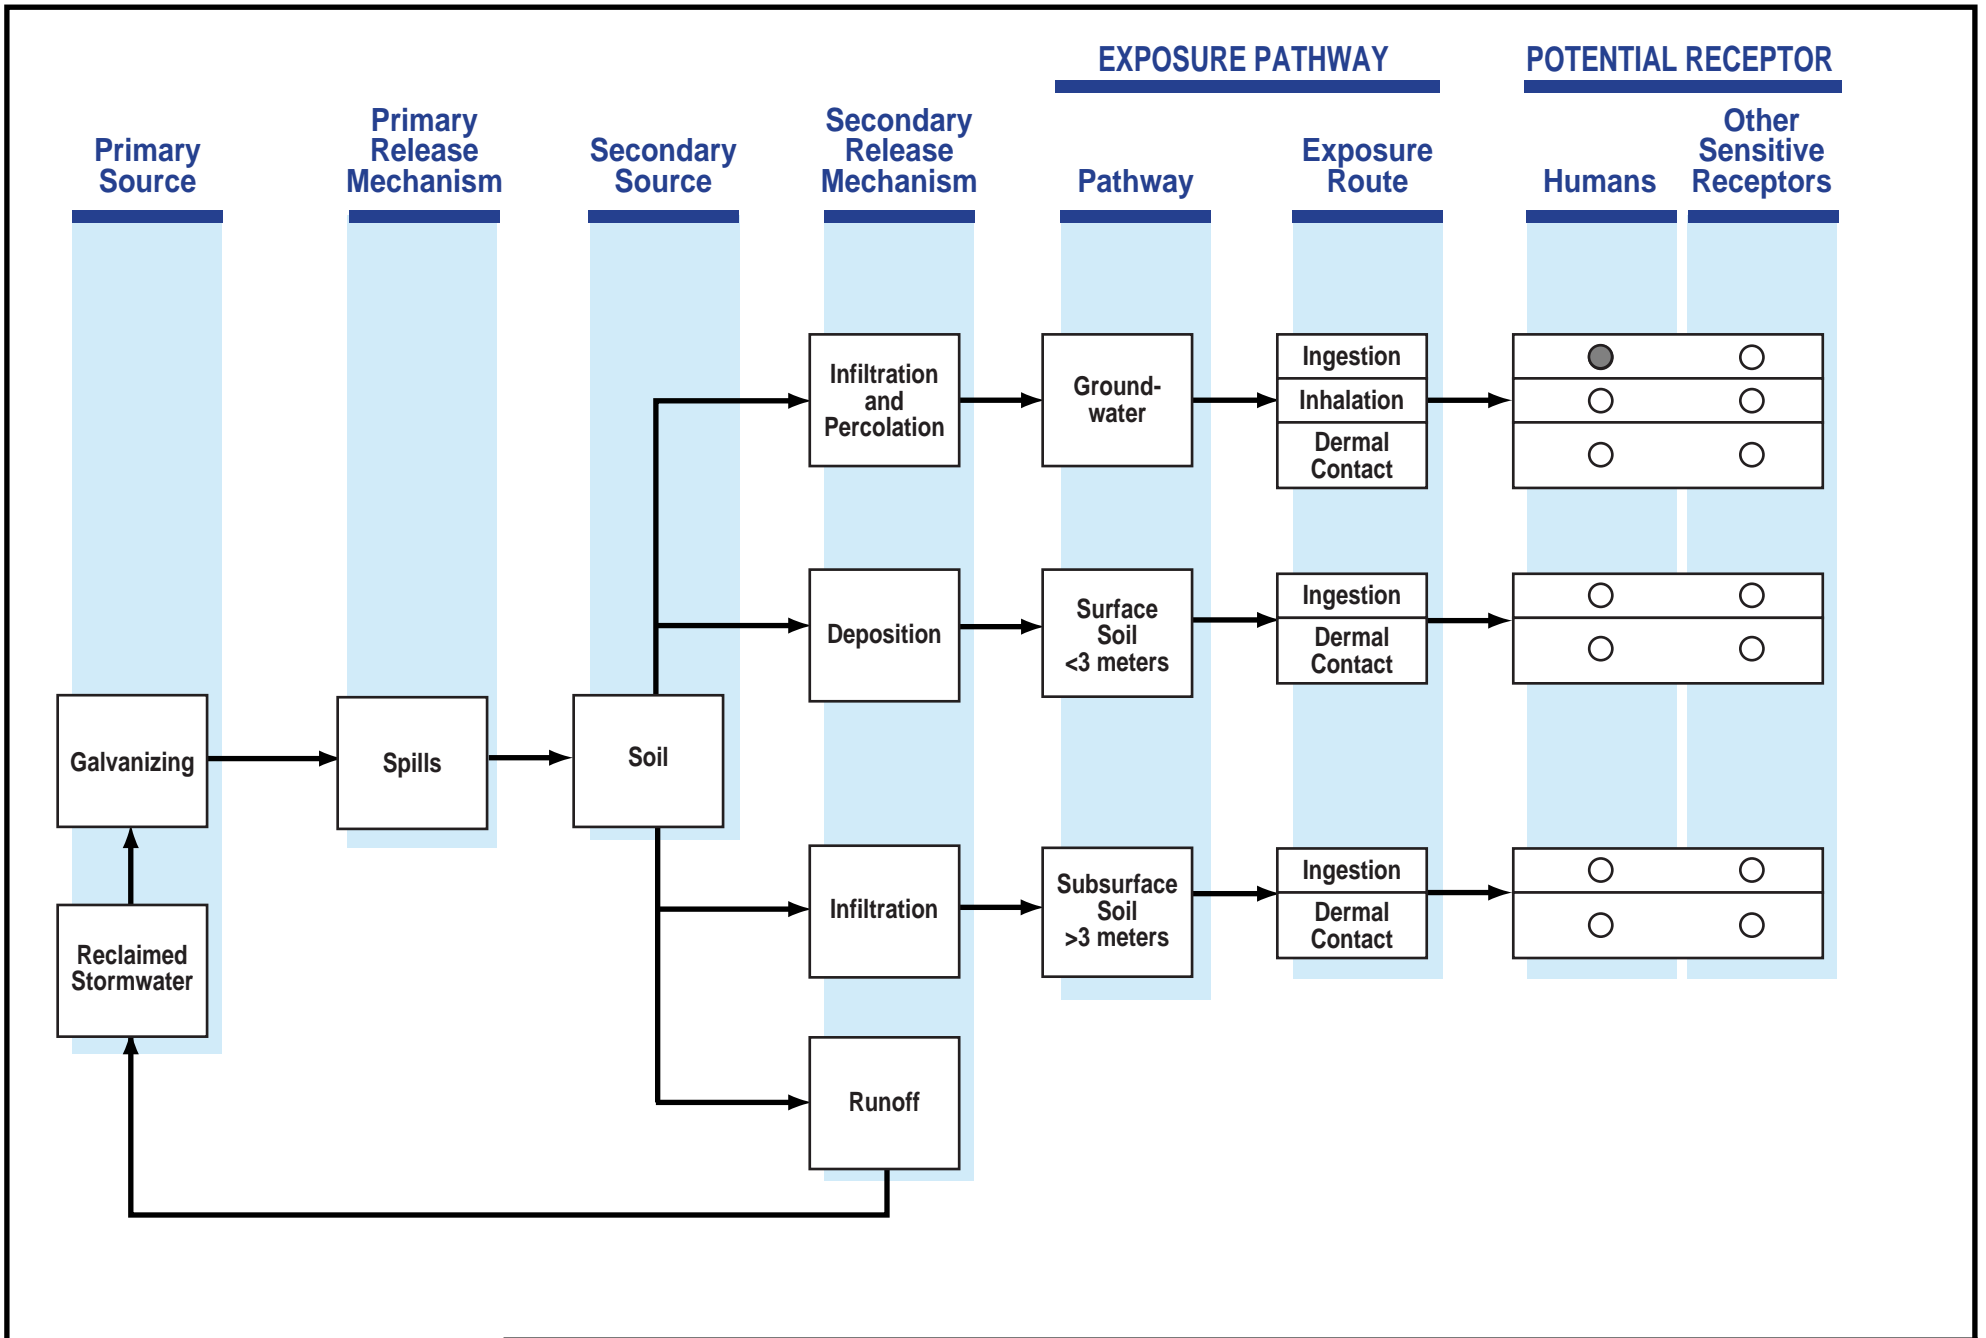 EXPOSURE PATHWAY
POTENTIAL RECEPTOR
Primary
Source
Primary
Release
Mechanism
Secondary
Source
Secondary
Release
Mechanism
Pathway
Exposure
Route
Humans
Other
Sensitive
Receptors
Infiltration
and
Percolation
Ground-
water
Ingestion
Inhalation
Dermal
Contact
Deposition
Surface
Soil
<3 meters
Ingestion
Dermal
Contact
Galvanizing
Spills
Soil
Infiltration
Subsurface
Soil
>3 meters
Ingestion
Dermal
Contact
Reclaimed
Stormwater
Runoff